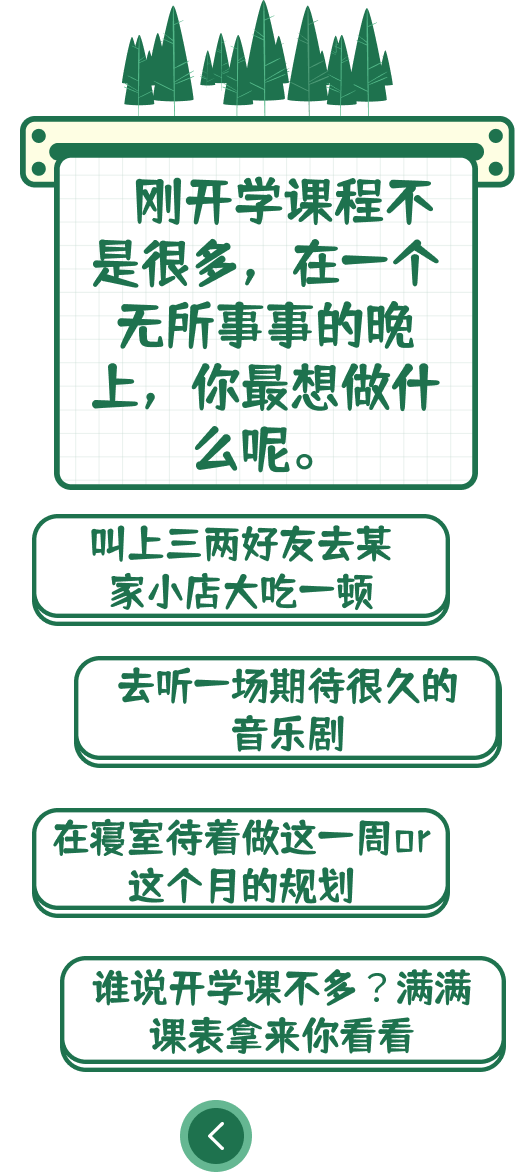 刚开学课程不
是很多，在一个
无所事事的晚
上，你最想做什
么呢。
叫上三两好友去某
家小店大吃一顿
去听一场期待很久的
音乐剧
在寝室待着做这一周or
这个月的规划
谁说开学课不多？满满
课表拿来你看看